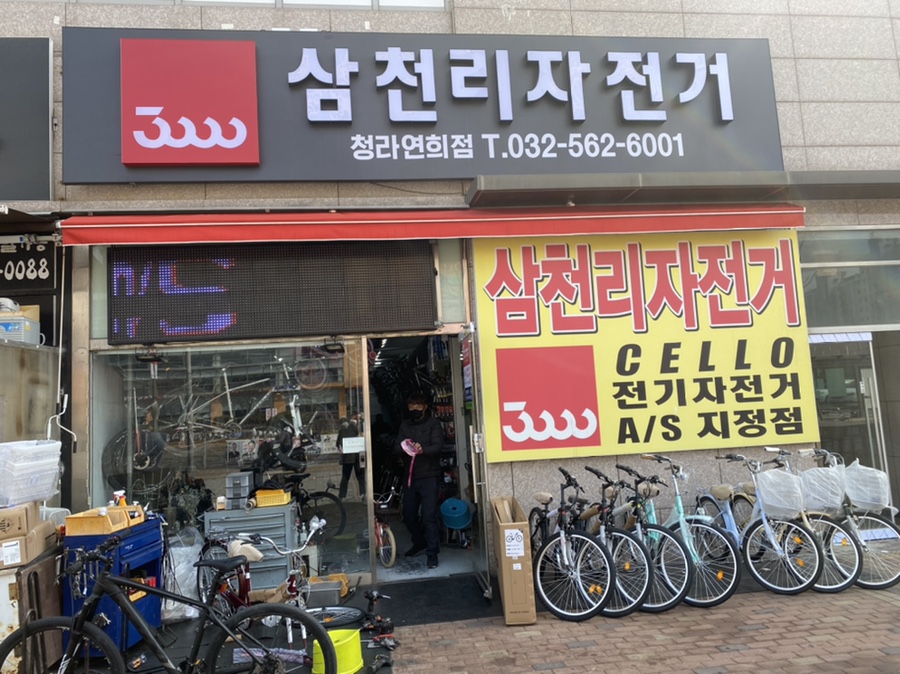 삼천리자전거
청라연희점 T.032-562-6001
-0088
A/S
삼천리자전거
CELLO
전기자전거
A/S 지정점